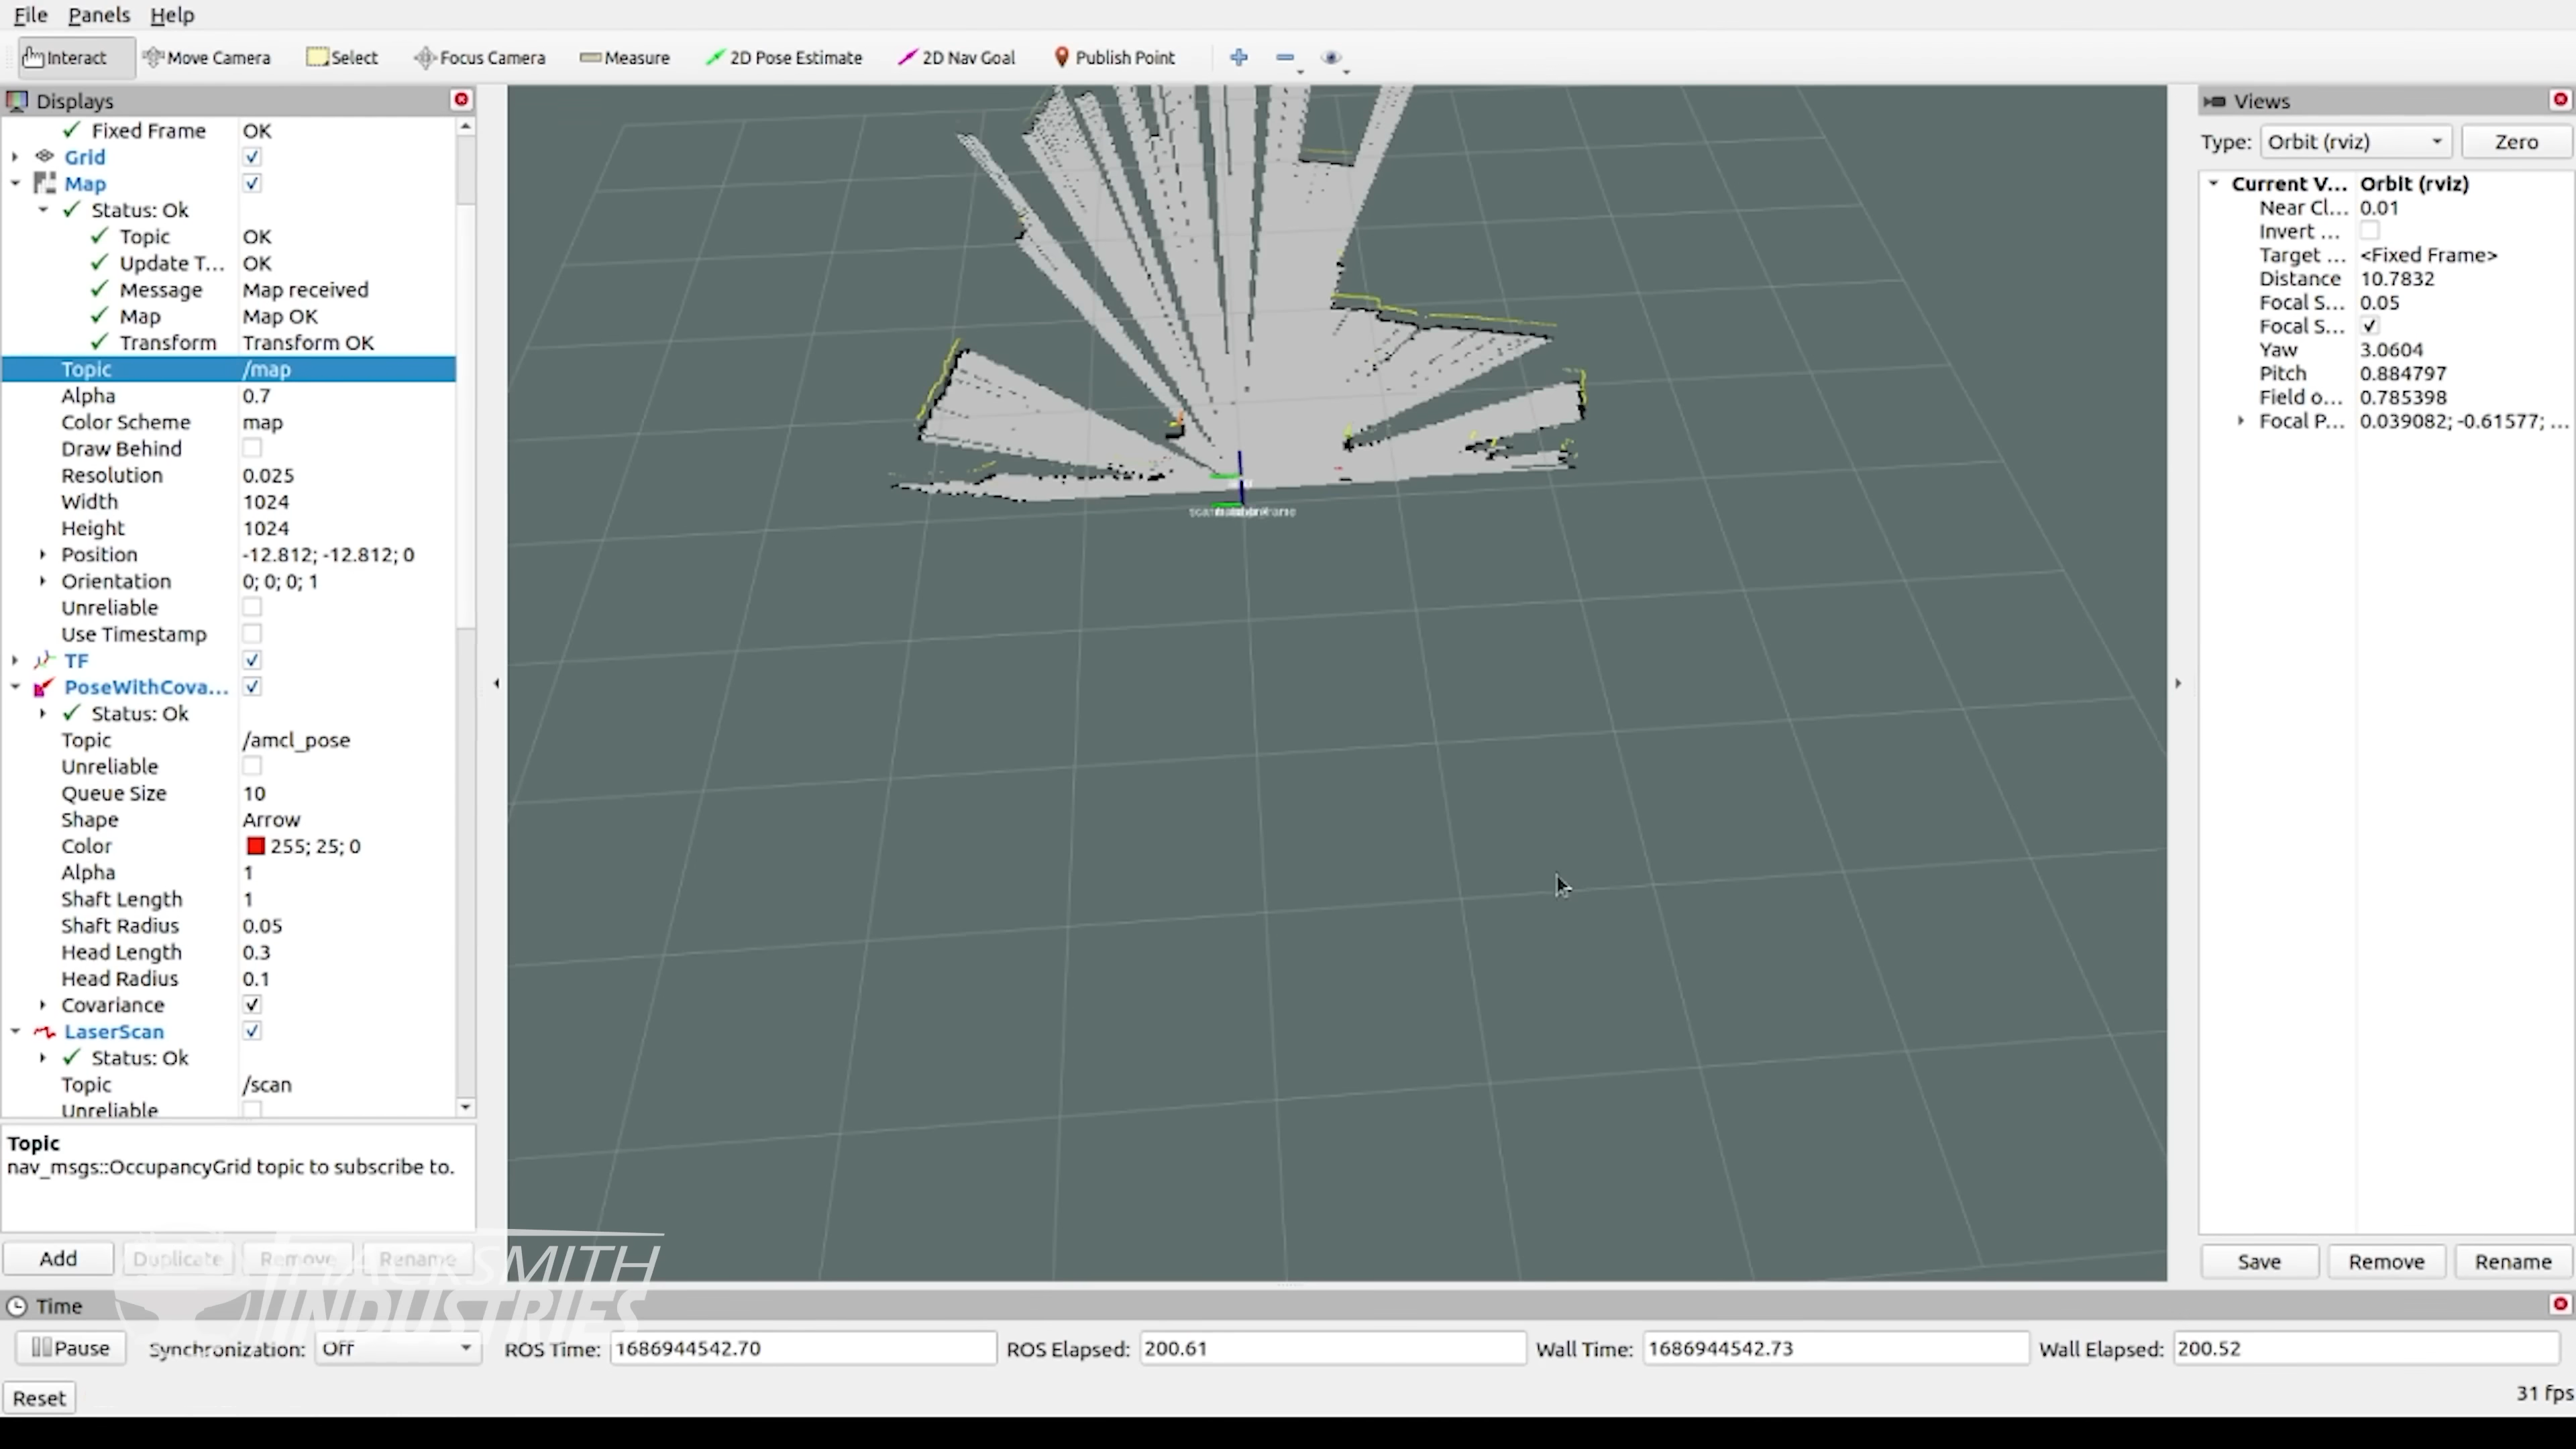 File Panels Help
Interact Move Camera Select Focus Camera Measure 2D Pose Estimate 2D Nav Goal Publish Point
Displays
Fixed Frame OK
Grid
Map
Status: Ok
Topic OK
Update T... OK
Message Map received
Map Map OK
Transform Transform OK
Topic /map
Alpha 0.7
Color Scheme map
Draw Behind
Resolution 0.025
Width 1024
Height 1024
Position -12.812; -12.812; 0
Orientation 0; 0; 0; 1
Unreliable
Use Timestamp
TF
PoseWithCova...
Status: Ok
Topic /amcl_pose
Unreliable
Queue Size 10
Shape Arrow
Color 255; 25; 0
Alpha 1
Shaft Length 1
Shaft Radius 0.05
Head Length 0.3
Head Radius 0.1
Covariance
LaserScan
Status: Ok
Topic /scan
Unreliable
Topic
nav_msgs::OccupancyGrid topic to subscribe to.
Add Duplicate Remove Rename
Views
Type: Orbit (rviz) Zero
Current V... Orbit (rviz)
Near Cl... 0.01
Invert ...
Target ... <Fixed Frame>
Distance 10.7832
Focal S... 0.05
Focal S...
Yaw 3.0604
Pitch 0.884797
Field o... 0.785398
Focal P... 0.039082; -0.61577; ...
Save Remove Rename
INDUSTRIES
Time
Pause Synchronization: Off ROS Time: 1686944542.70 ROS Elapsed: 200.61 Wall Time: 1686944542.73 Wall Elapsed: 200.52
Reset 31 fps